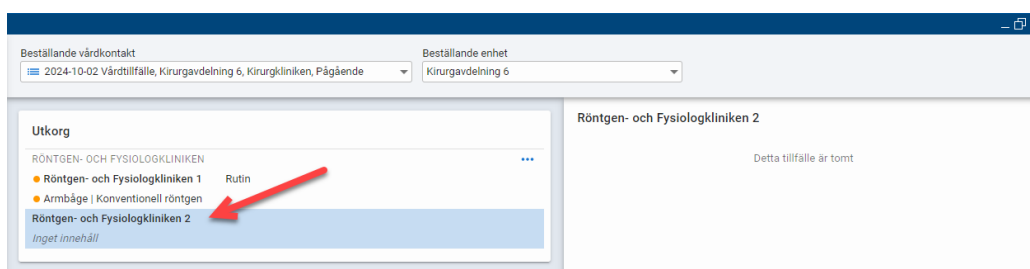 Beställande vårdkontakt
2024-10-02 Vårdtillfälle, Kirurgavdelning 6, Kirurgkliniken, Pågående
Beställande enhet
Kirurgavdelning 6
Utkorg
RÖNTGEN- OCH FYSIOLOGKLINIKEN
Röntgen- och Fysiologkliniken 1 Rutin
Armbåge | Konventionell röntgen
Röntgen- och Fysiologkliniken 2
Inget innehåll
Röntgen- och Fysiologkliniken 2
Detta tillfälle är tomt